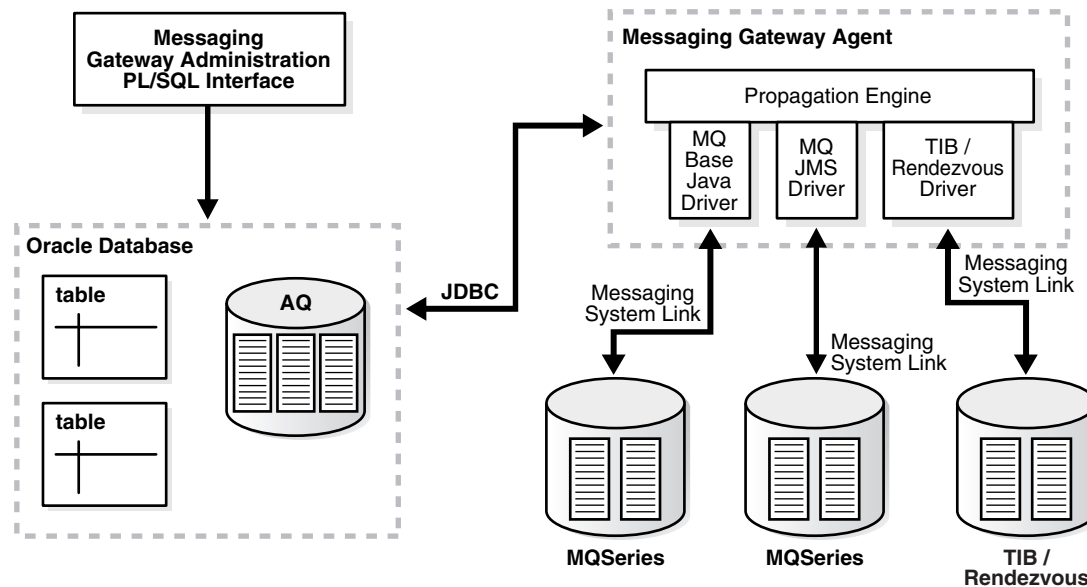 Messaging
Gateway Administration
PL/SQL Interface
Messaging Gateway Agent
Propagation Engine
MQ
Base
Java
Driver
MQ
JMS
Driver
TIB /
Rendezvous
Driver
Oracle Database
table
table
AQ
JDBC
Messaging
System Link
Messaging
System Link
Messaging
System Link
MQSeries
MQSeries
TIB /
Rendezvous